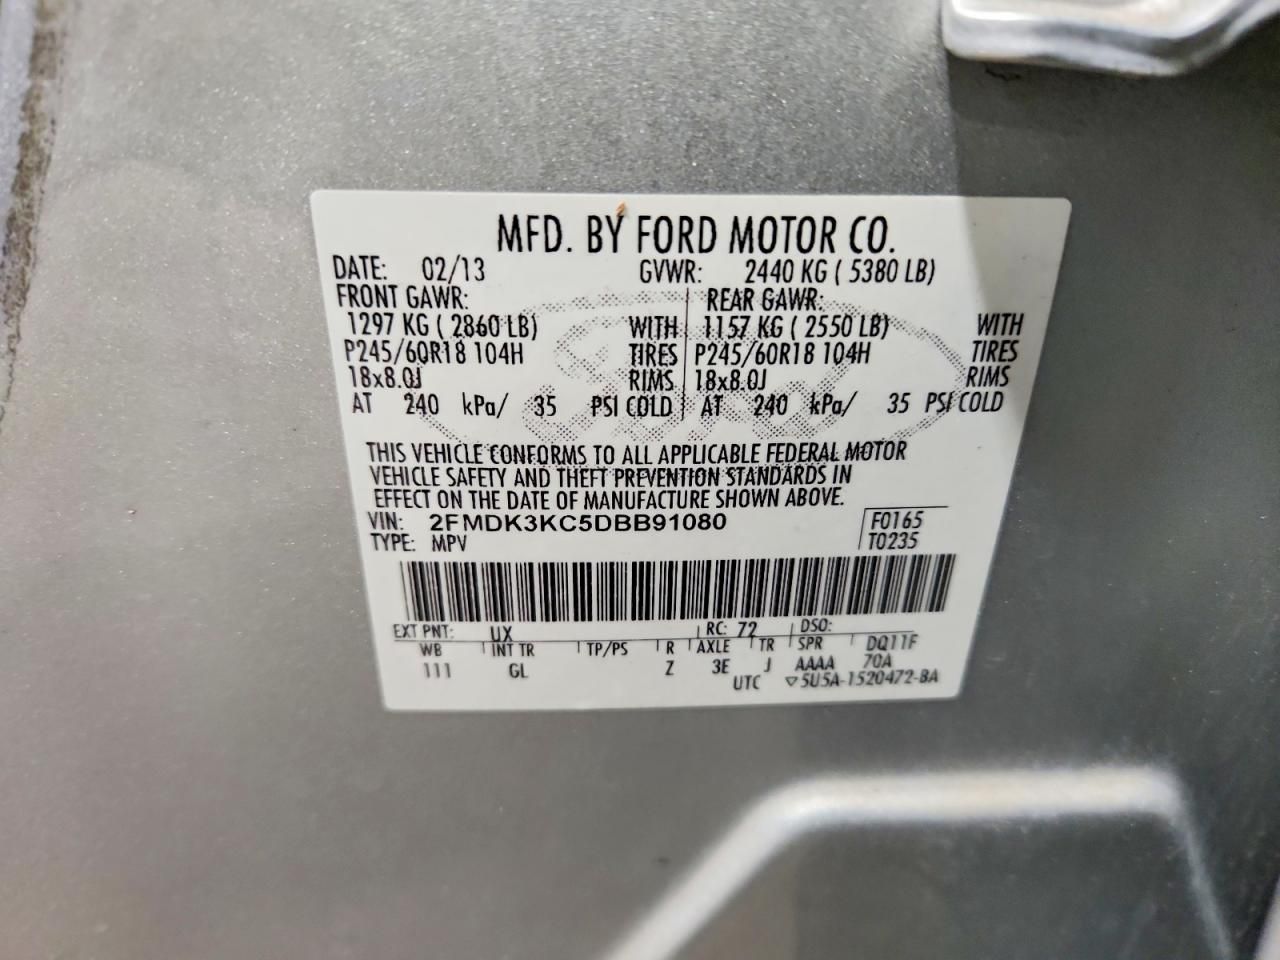 MFD. BY FORD MOTOR CO.
DATE: 02/13 GVWR: 2440 KG ( 5380 LB)
FRONT GAWR: REAR GAWR:
1297 KG ( 2860 LB) WITH 1157 KG ( 2550 LB) WITH
P245/60R18 104H TIRES P245/60R18 104H TIRES
18x8.0J RIMS 18x8.0J RIMS
AT 240 kPa/ 35 PSI COLD AT 240 kPa/ 35 PSI COLD
THIS VEHICLE CONFORMS TO ALL APPLICABLE FEDERAL MOTOR
VEHICLE SAFETY AND THEFT PREVENTION STANDARDS IN
EFFECT ON THE DATE OF MANUFACTURE SHOWN ABOVE.
VIN: 2FMDK3KC5DBB91080 F0165
TYPE: MPV T0235
EXT PNT: UX RC: 72 DSO:
WB INT TR TP/PS R AXLE TR SPR DQ11F
111 GL Z 3E J AAAA 70A
UTC ▽5U5A-1520472-BA